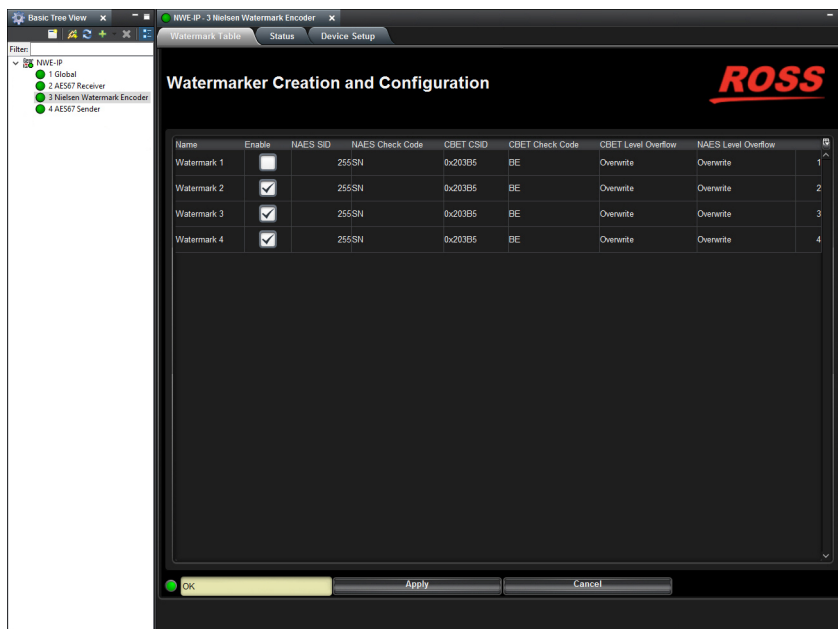 Basic Tree View
Filter:
NWE-IP
1 Global
2 AES67 Receiver
3 Nielsen Watermark Encoder
4 AES67 Sender
NWE-IP - 3 Nielsen Watermark Encoder
Watermark Table Status Device Setup
Watermarker Creation and Configuration
ROSS
Name Enable NAES SID NAES Check Code CBET CSID CBET Check Code CBET Level Overflow NAES Level Overflow
Watermark 1 255 SN 0x203B5 BE Overwrite Overwrite 1
Watermark 2 255 SN 0x203B5 BE Overwrite Overwrite 2
Watermark 3 255 SN 0x203B5 BE Overwrite Overwrite 3
Watermark 4 255 SN 0x203B5 BE Overwrite Overwrite 4
OK Apply Cancel